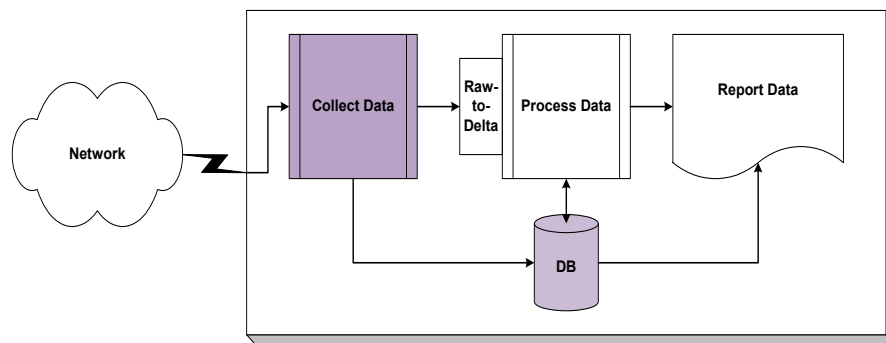 Network
Collect Data
Raw-
to-
Delta
Process Data
Report Data
DB